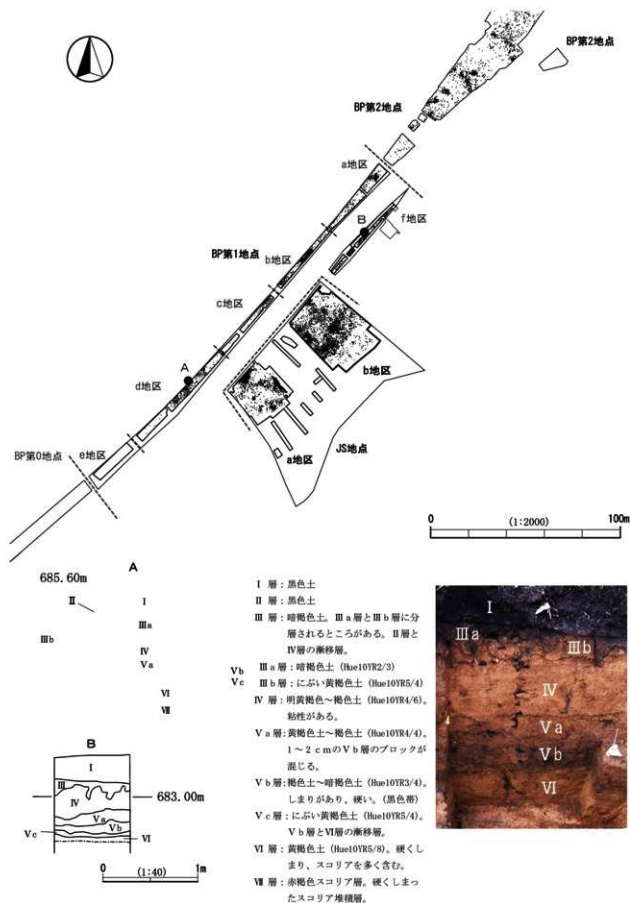 BP第2地点
BP第2地点
a地区
B
f地区
BP第1地点
b地区
c地区
A
b地区
d地区
JS地点
a地区
e地区
BP第0地点
0 (1:2000) 100m
A
685.60m
Ⅱ Ⅰ
Ⅲa
Ⅲb
Ⅳ
Ⅴa
Ⅴb
Ⅴc
Ⅵ
Ⅶ
B
Ⅰ
Ⅲ
Ⅳ
683.00m
Ⅴa
Ⅴb
Ⅴc
Ⅵ
0 (1:40) 1m
Ⅰ 層：黒色土
Ⅱ 層：黒色土
Ⅲ 層：暗褐色土。Ⅲa層とⅢb層に分
層されるところがある。Ⅱ層と
Ⅳ層の漸移層。
Ⅲa層：暗褐色土（Hue10YR2/3）
Ⅲb層：にぶい黄褐色土（Hue10YR5/4）
Ⅳ 層：明黄褐色～褐色土（Hue10YR4/6）。
粘性がある。
Ⅴa層：黄褐色土～褐色土（Hue10YR4/4）。
1～2cmのⅤb層のブロックが
混じる。
Ⅴb層：褐色土～暗褐色土（Hue10YR3/4）。
しまりがあり、硬い。（黒色帯）
Ⅴc層：にぶい黄褐色土（Hue10YR5/4）。
Ⅴb層とⅥ層の漸移層。
Ⅵ 層：黄褐色土（Hue10YR5/8）。硬くし
まり、スコリアを多く含む。
Ⅶ 層：赤褐色スコリア層。硬くしまっ
たスコリア堆積層。
Ⅰ
Ⅲa
Ⅲb
Ⅳ
Ⅴa
Ⅴb
Ⅵ